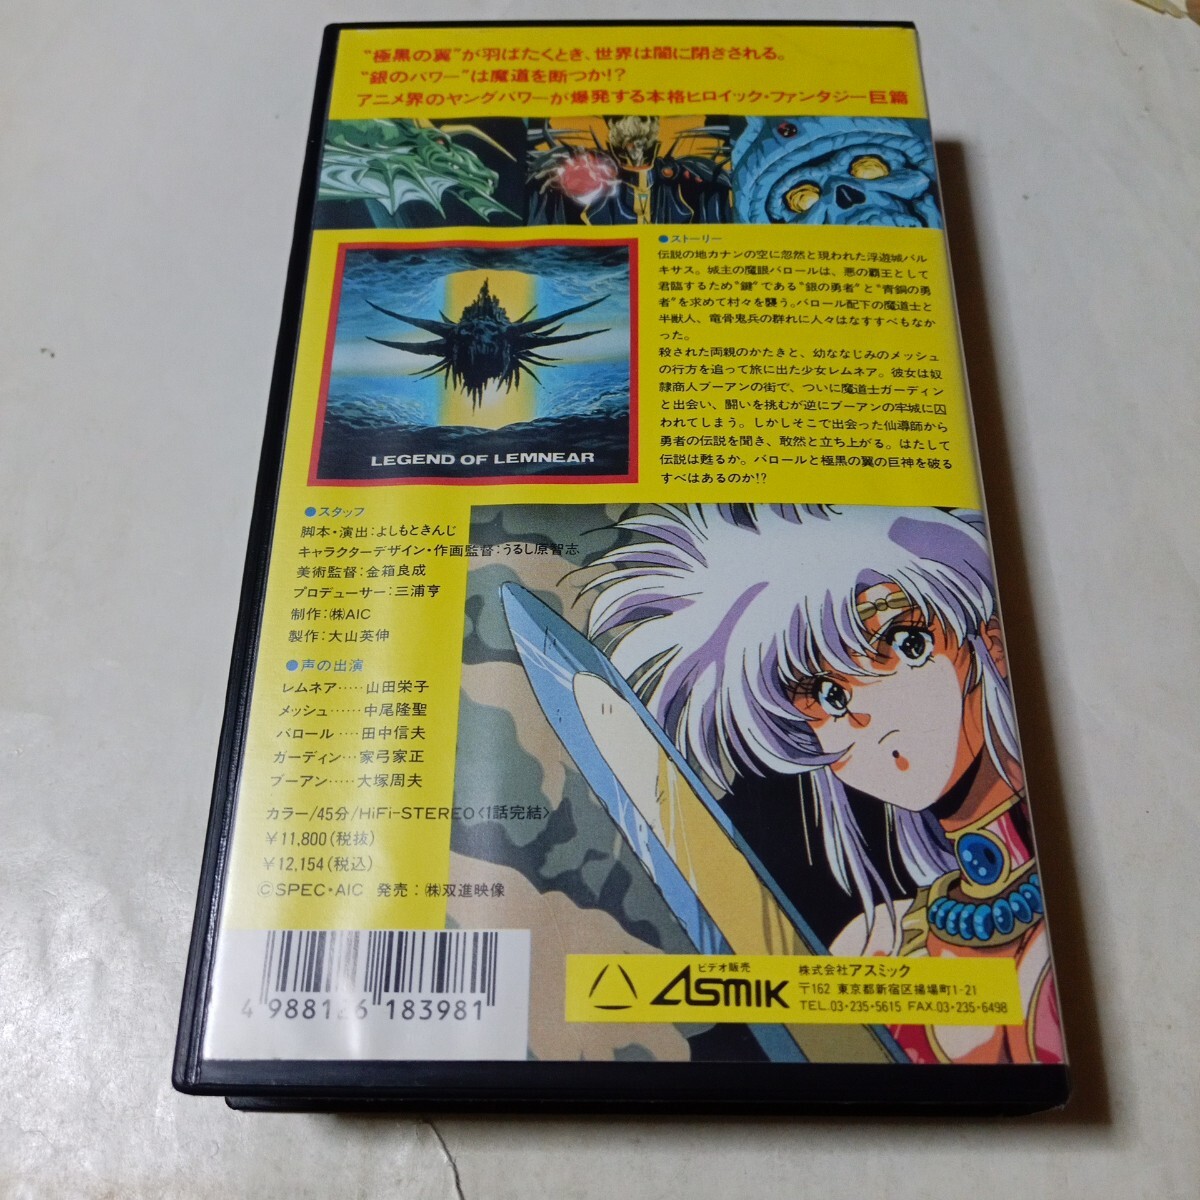 “極黒の翼”が羽ばたくとき、世界は闇に閉ざされる。
“銀のパワー”は魔道を断つか!?
アニメ界のヤングパワーが爆発する本格ヒロイック・ファンタジー巨篇
●ストーリー
伝説の地カナンの空に忽然と現われた浮遊城バル
キサス。城主の魔眼バロールは、悪の覇王として
君臨するため“鍵”である“銀の勇者”と“青銅の勇
者”を求めて村々を襲う。バロール配下の魔道士と
半獣人、竜骨鬼兵の群れに人々はなすすべもなか
った。
殺された両親のかたきと、幼ななじみのメッシュ
の行方を追って旅に出た少女レムネア。彼女は奴
隷商人ブーアンの街で、ついに魔道士ガーディン
と出会い、闘いを挑むが逆にブーアンの牢城に囚
われてしまう。しかしそこで出会った仙導師から
勇者の伝説を聞き、敢然と立ち上がる。はたして
伝説は甦るか。バロールと極黒の翼の巨神を破る
すべはあるのか!?
LEGEND OF LEMNEAR
●スタッフ
脚本・演出：よしもときんじ
キャラクターデザイン・作画監督：うるし原智志
美術監督：金箱良成
プロデューサー：三浦亨
制作：㈱AIC
製作：大山英伸
●声の出演
レムネア‥‥‥山田栄子
メッシュ‥‥‥中尾隆聖
バロール‥‥田中信夫
ガーディン‥‥家弓家正
ブーアン‥‥‥大塚周夫
カラー/45分/HiFi-STEREO〈1話完結〉
￥11,800(税抜)
￥12,154(税込)
ⒸSPEC・AIC 発売：㈱双進映像
4 988126 183981
ビデオ販売
ASMIK
株式会社アスミック
〒162 東京都新宿区揚場町1-21
TEL.03・235・5615 FAX.03・235・6498